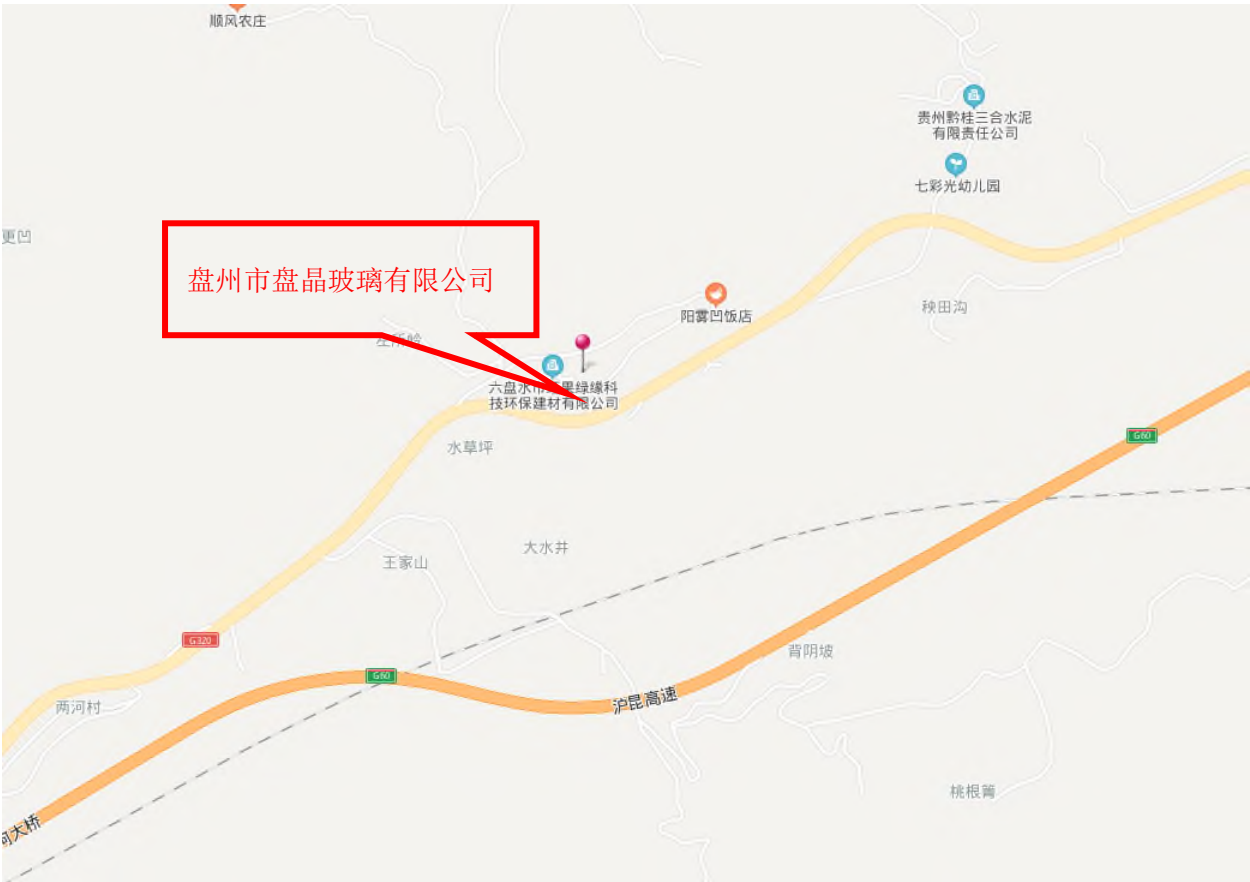 顺风农庄
贵州黔桂三合水泥
有限责任公司
七彩光幼儿园
更凹
盘州市盘晶玻璃有限公司
阳雾凹饭店
秧田沟
六盘水市
果绿缘科
技环保建材有限公司
水草坪
G60
大水井
王家山
G320
背阴坡
G60
沪昆高速
两河村
桃根箐
河大桥